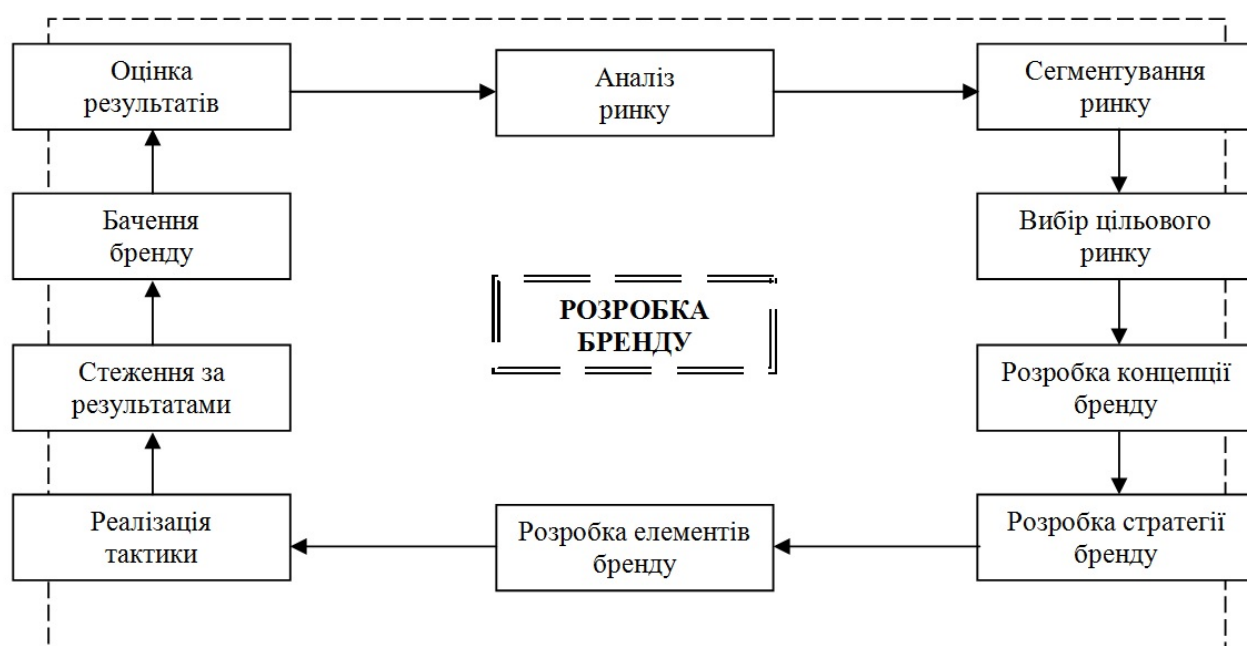 Оцінка
результатів
Аналіз
ринку
Сегментування
ринку
Бачення
бренду
Вибір цільового
ринку
РОЗРОБКА
БРЕНДУ
Стеження за
результатами
Розробка концепції
бренду
Реалізація
тактики
Розробка елементів
бренду
Розробка стратегії
бренду